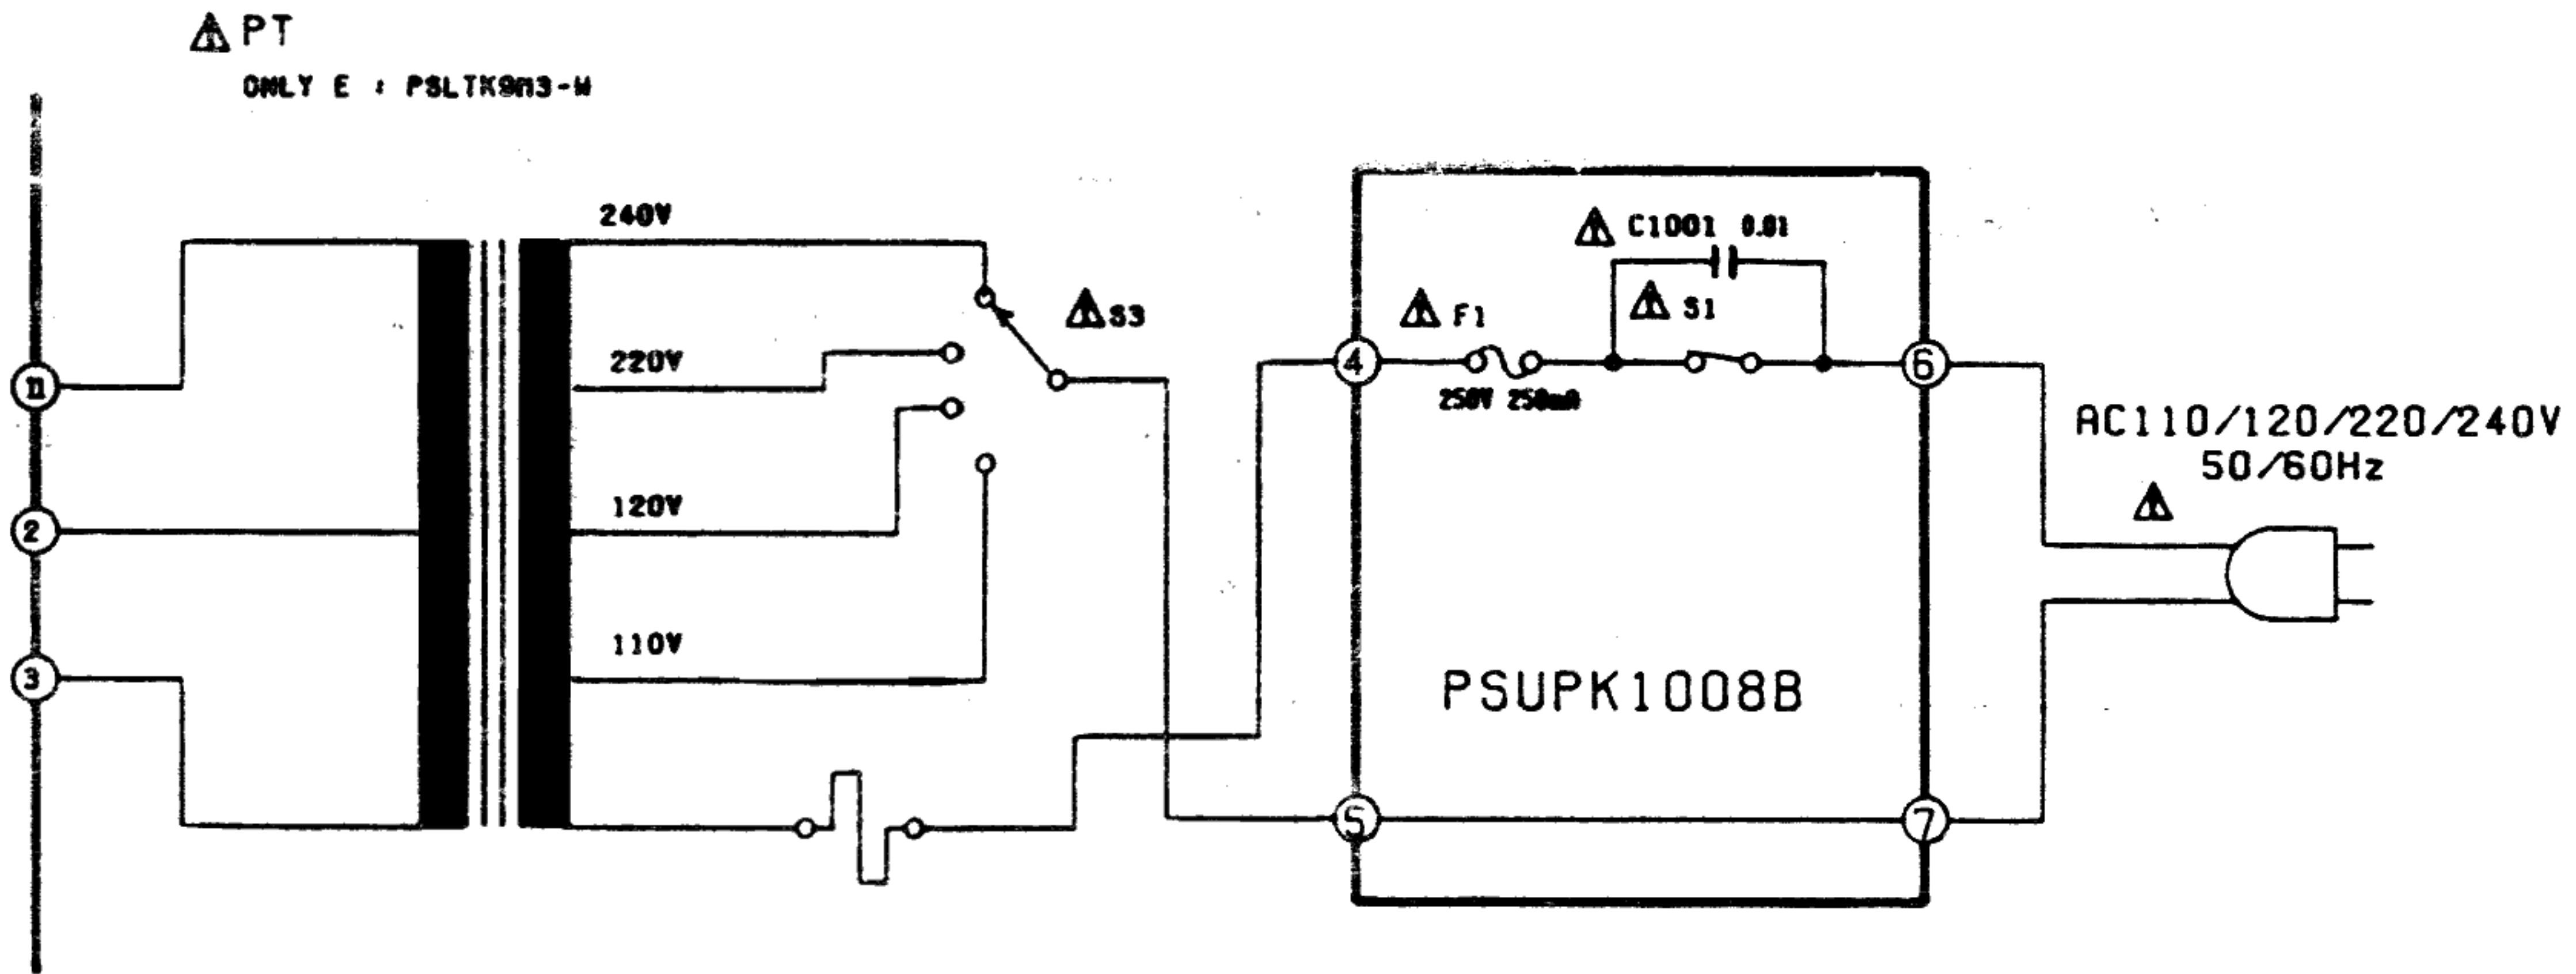 PT
ONLY E : PSLTK9M3-W
240V
C1001 0.01
S3
F1
S1
220V
11
4
6
250V 250mA
AC110/120/220/240V
50/60Hz
120V
2
110V
3
PSUPK1008B
5
7